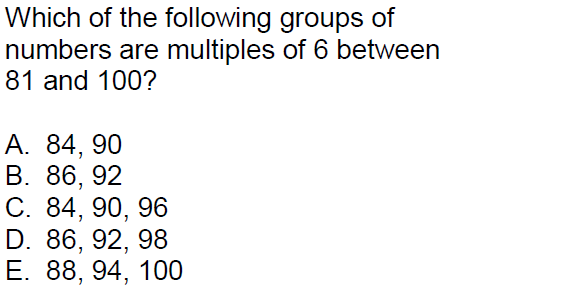 Which of the following groups of
numbers are multiples of 6 between
81 and 100?
A. 84, 90
B. 86, 92
C. 84, 90, 96
D. 86, 92, 98
E. 88, 94, 100